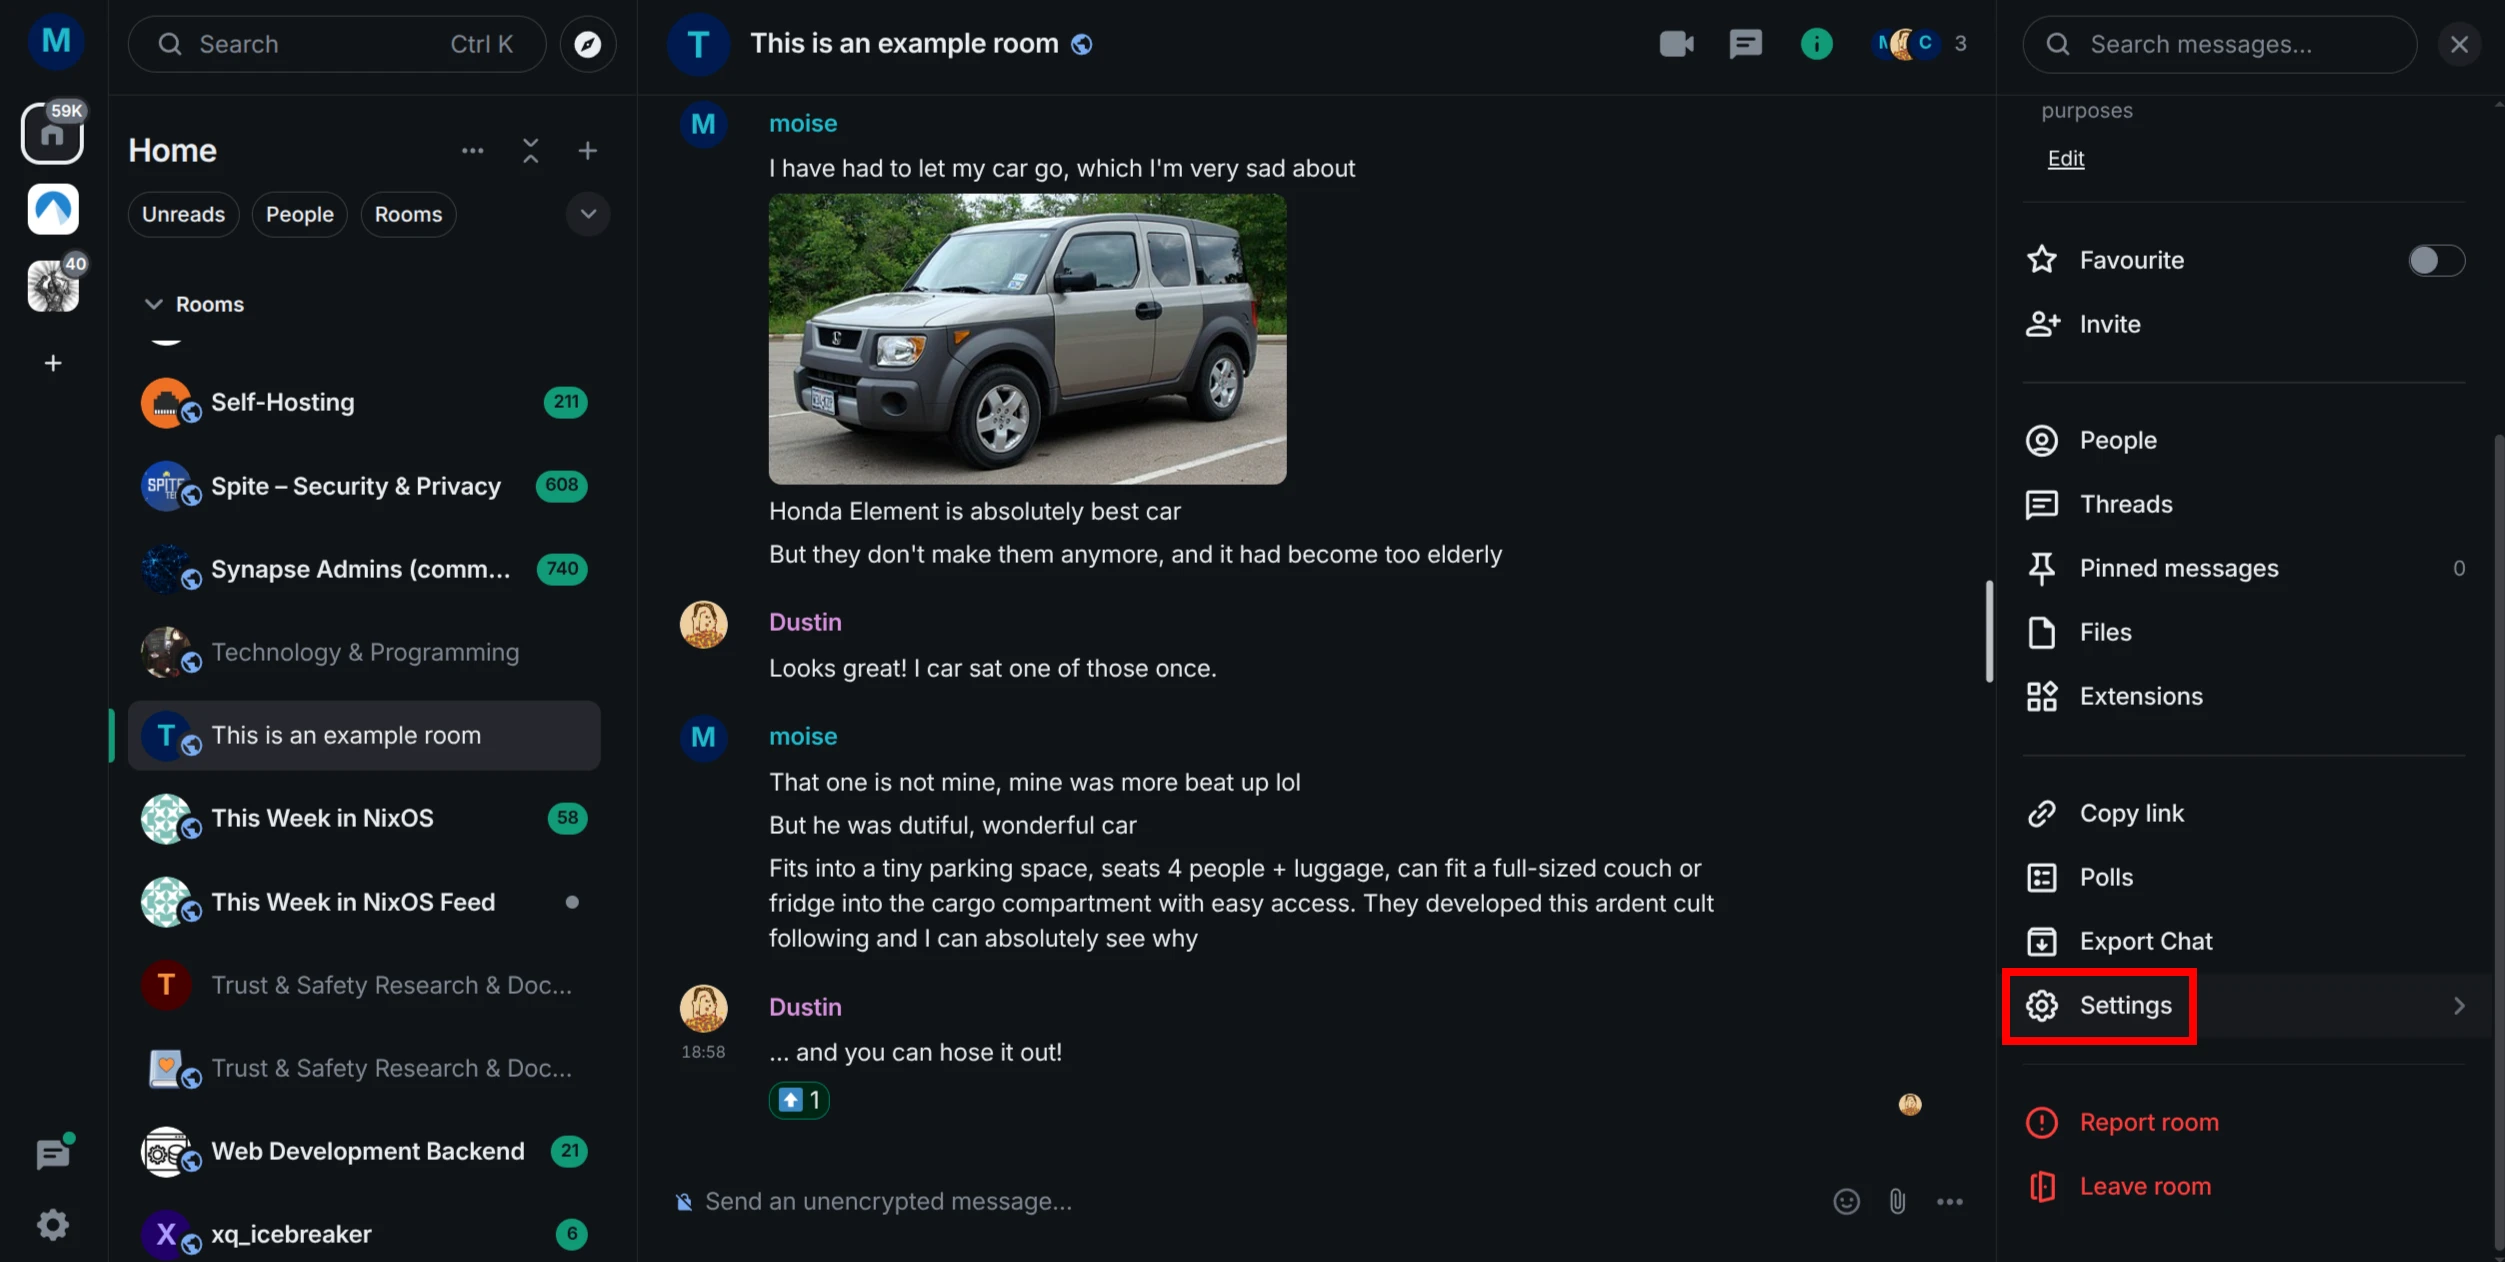 M
59K
40
Search
Ctrl K
Home
Unreads
People
Rooms
Rooms
Self-Hosting
211
Spite – Security & Privacy
608
Synapse Admins (comm...
740
Technology & Programming
T
This is an example room
This Week in NixOS
58
This Week in NixOS Feed
T
Trust & Safety Research & Doc...
Trust & Safety Research & Doc...
Web Development Backend
21
X
xq_icebreaker
6
T
This is an example room
C
3
M
moise
I have had to let my car go, which I'm very sad about
Honda Element is absolutely best car
But they don't make them anymore, and it had become too elderly
Dustin
Looks great! I car sat one of those once.
M
moise
That one is not mine, mine was more beat up lol
But he was dutiful, wonderful car
Fits into a tiny parking space, seats 4 people + luggage, can fit a full-sized couch or
fridge into the cargo compartment with easy access. They developed this ardent cult
following and I can absolutely see why
Dustin
18:58
... and you can hose it out!
1
Send an unencrypted message...
Search messages...
purposes
Edit
Favourite
Invite
People
Threads
Pinned messages
0
Files
Extensions
Copy link
Polls
Export Chat
Settings
Report room
Leave room